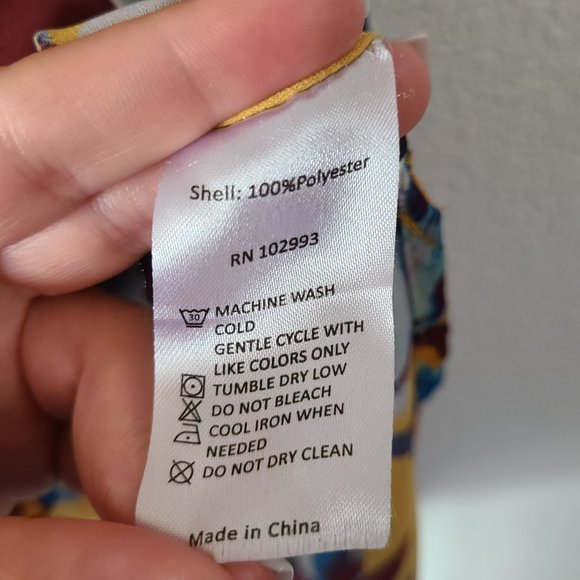 Shell: 100%Polyester
RN 102993
30
MACHINE WASH
COLD
GENTLE CYCLE WITH
LIKE COLORS ONLY
TUMBLE DRY LOW
DO NOT BLEACH
COOL IRON WHEN
NEEDED
DO NOT DRY CLEAN
Made in China